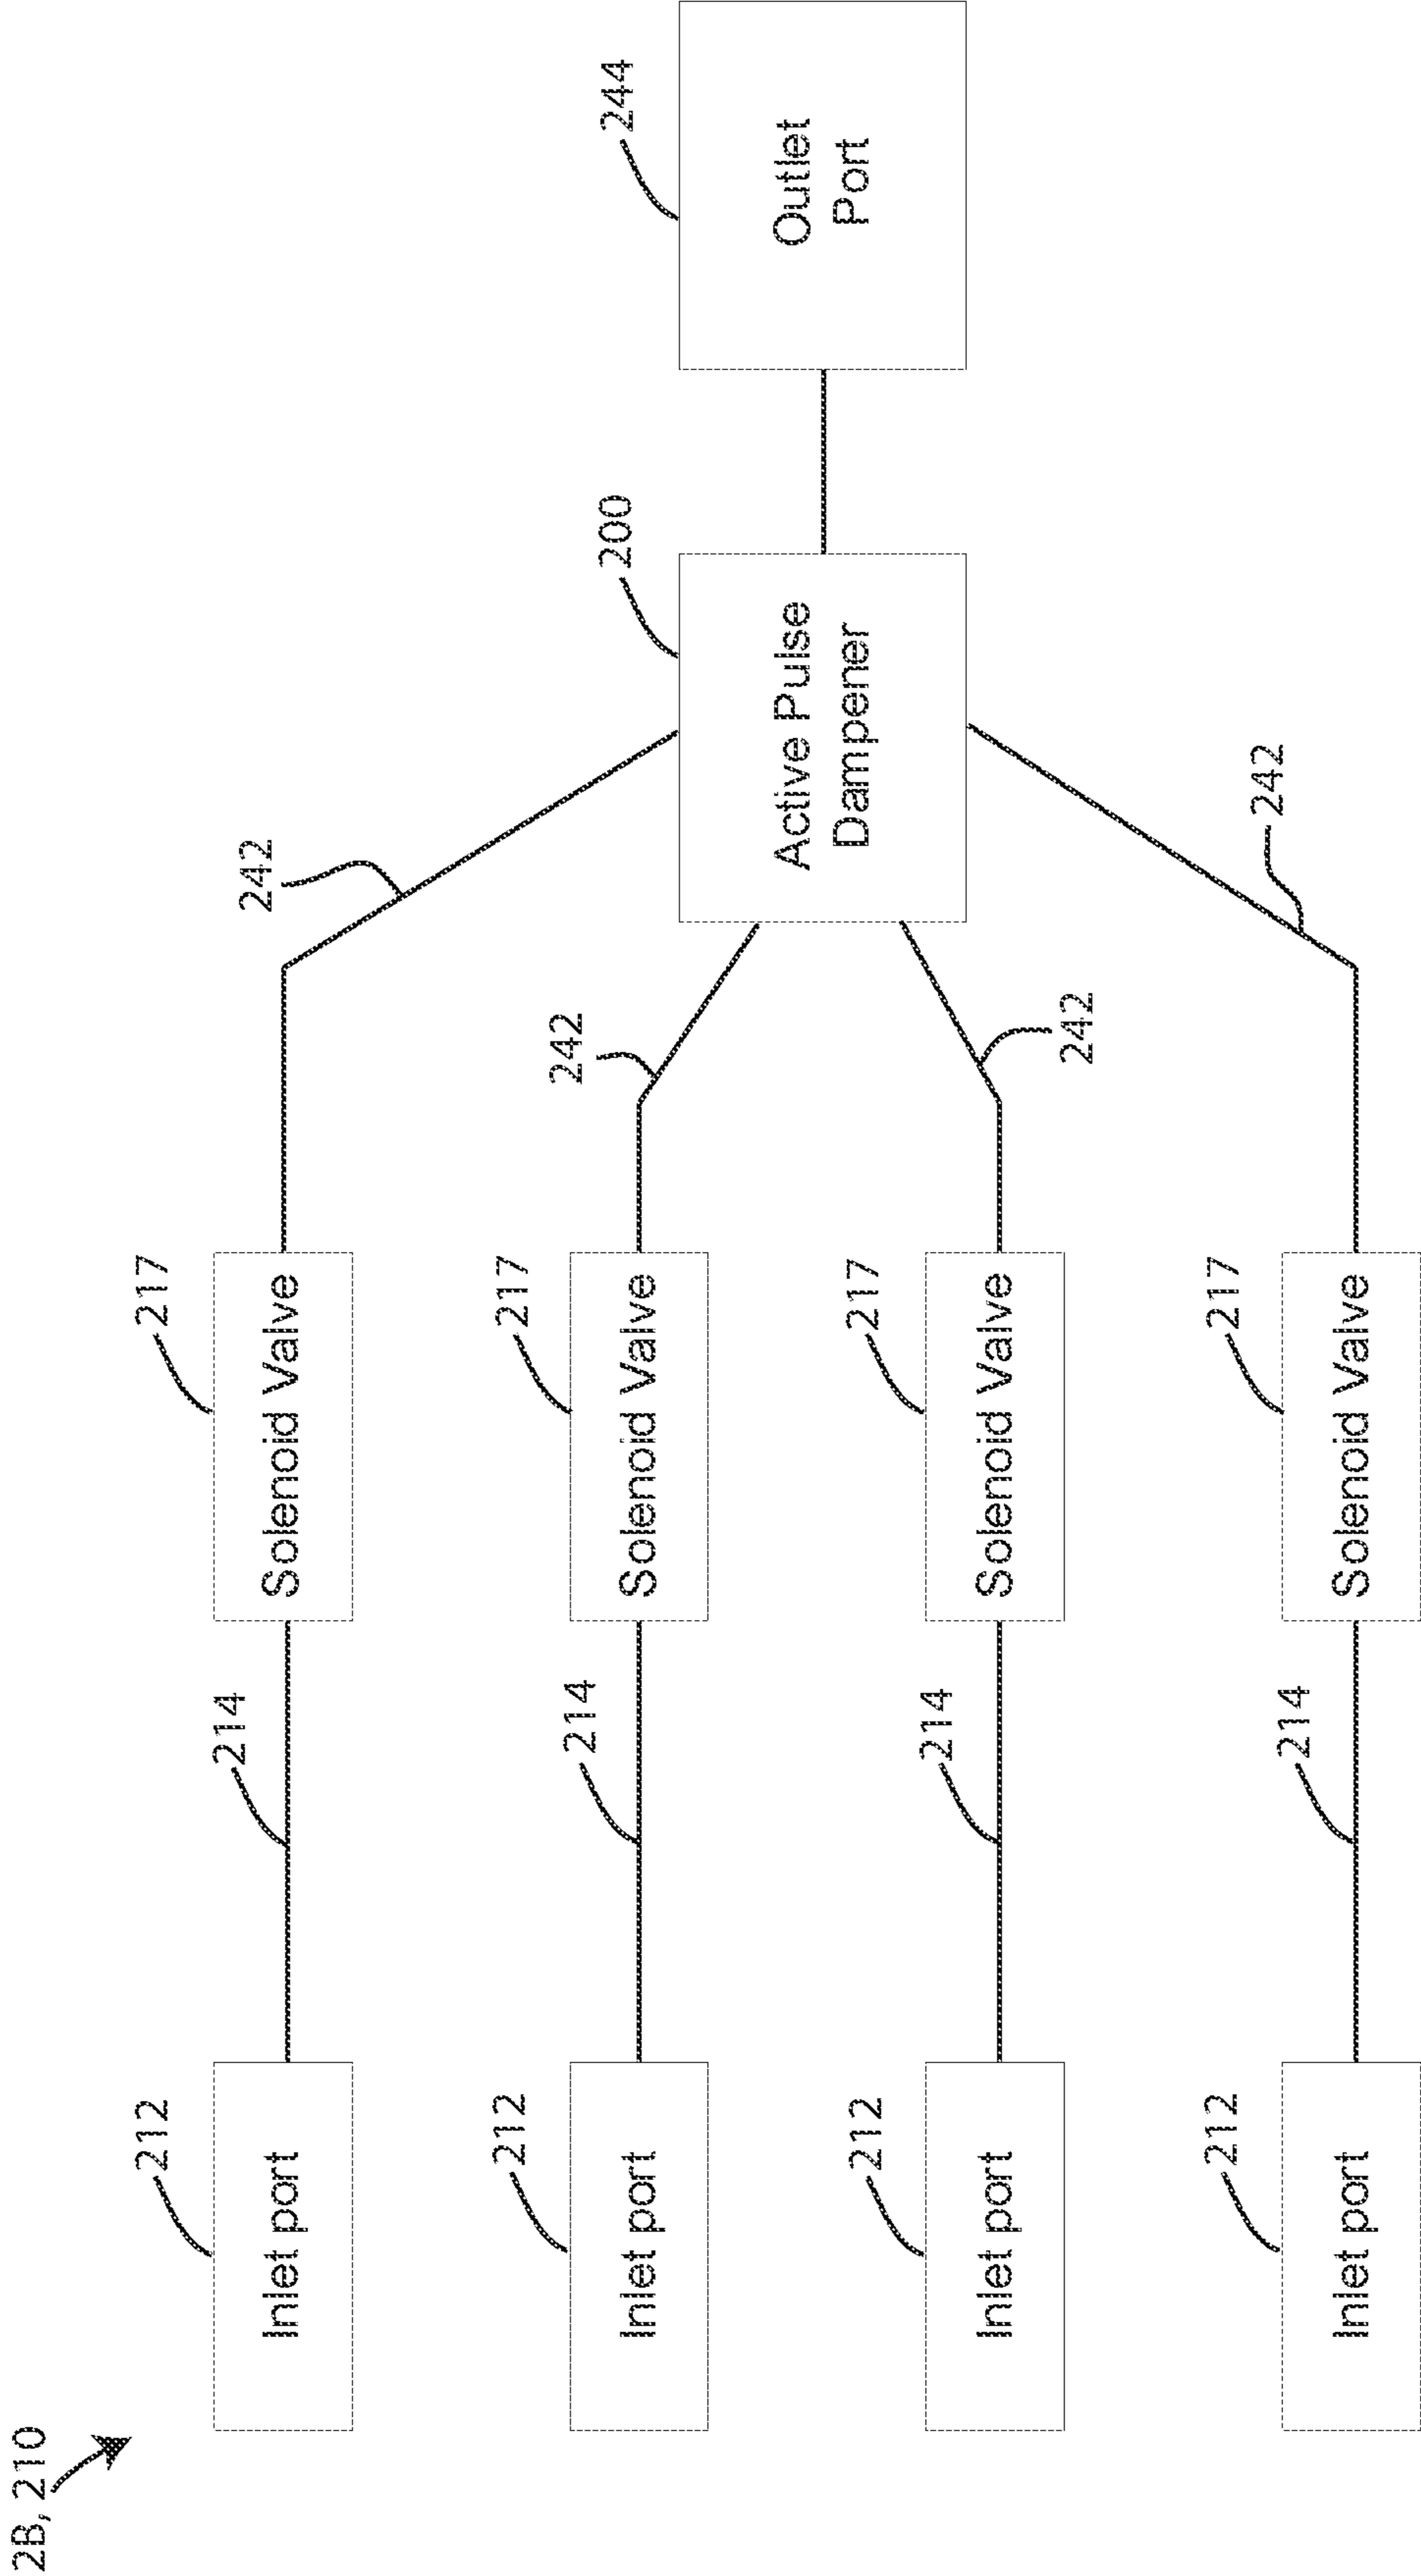 2B, 210
212
Inlet port
214
217
Solenoid Valve
242
212
Inlet port
214
217
Solenoid Valve
242
200
Active Pulse
Dampener
244
Outlet
Port
212
Inlet port
214
217
Solenoid Valve
242
212
Inlet port
214
217
Solenoid Valve
242